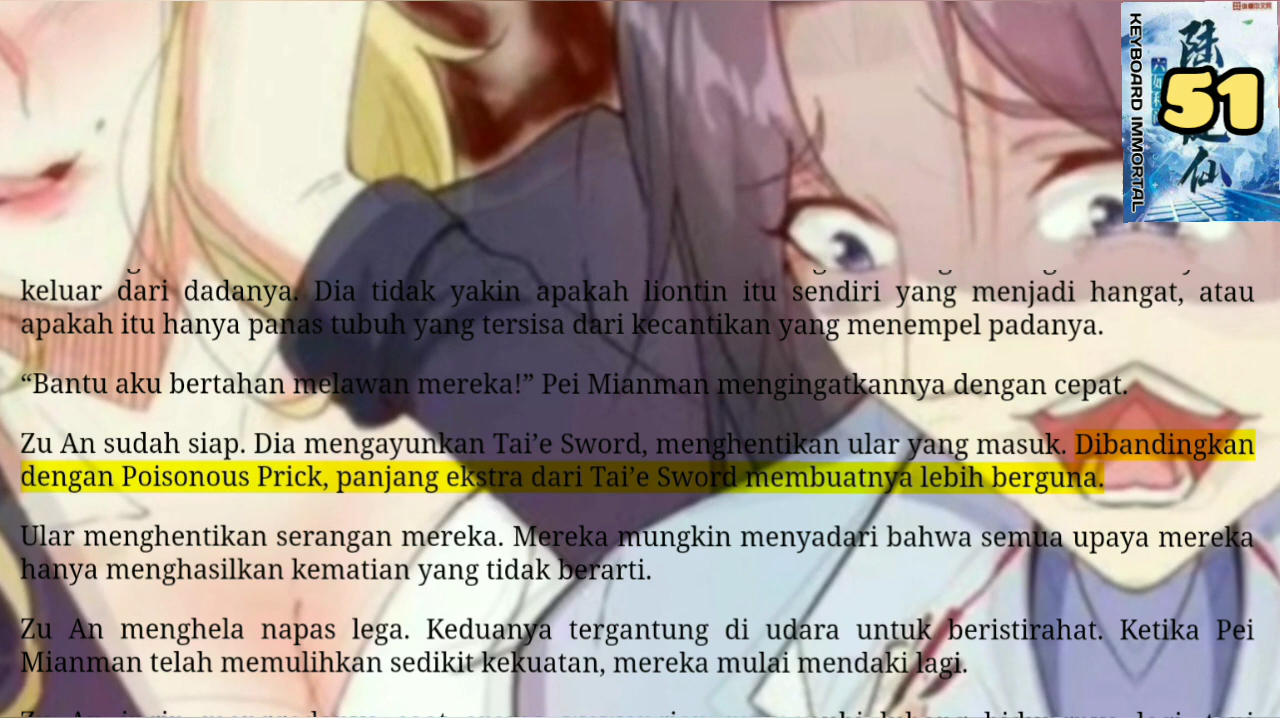 KEYBOARD IMMORTAL
51
仙
keluar dari dadanya. Dia tidak yakin apakah liontin itu sendiri yang menjadi hangat, atau
apakah itu hanya panas tubuh yang tersisa dari kecantikan yang menempel padanya.
“Bantu aku bertahan melawan mereka!” Pei Mianman mengingatkannya dengan cepat.
Zu An sudah siap. Dia mengayunkan Tai’e Sword, menghentikan ular yang masuk. Dibandingkan
dengan Poisonous Prick, panjang ekstra dari Tai’e Sword membuatnya lebih berguna.
Ular menghentikan serangan mereka. Mereka mungkin menyadari bahwa semua upaya mereka
hanya menghasilkan kematian yang tidak berarti.
Zu An menghela napas lega. Keduanya tergantung di udara untuk beristirahat. Ketika Pei
Mianman telah memulihkan sedikit kekuatan, mereka mulai mendaki lagi.